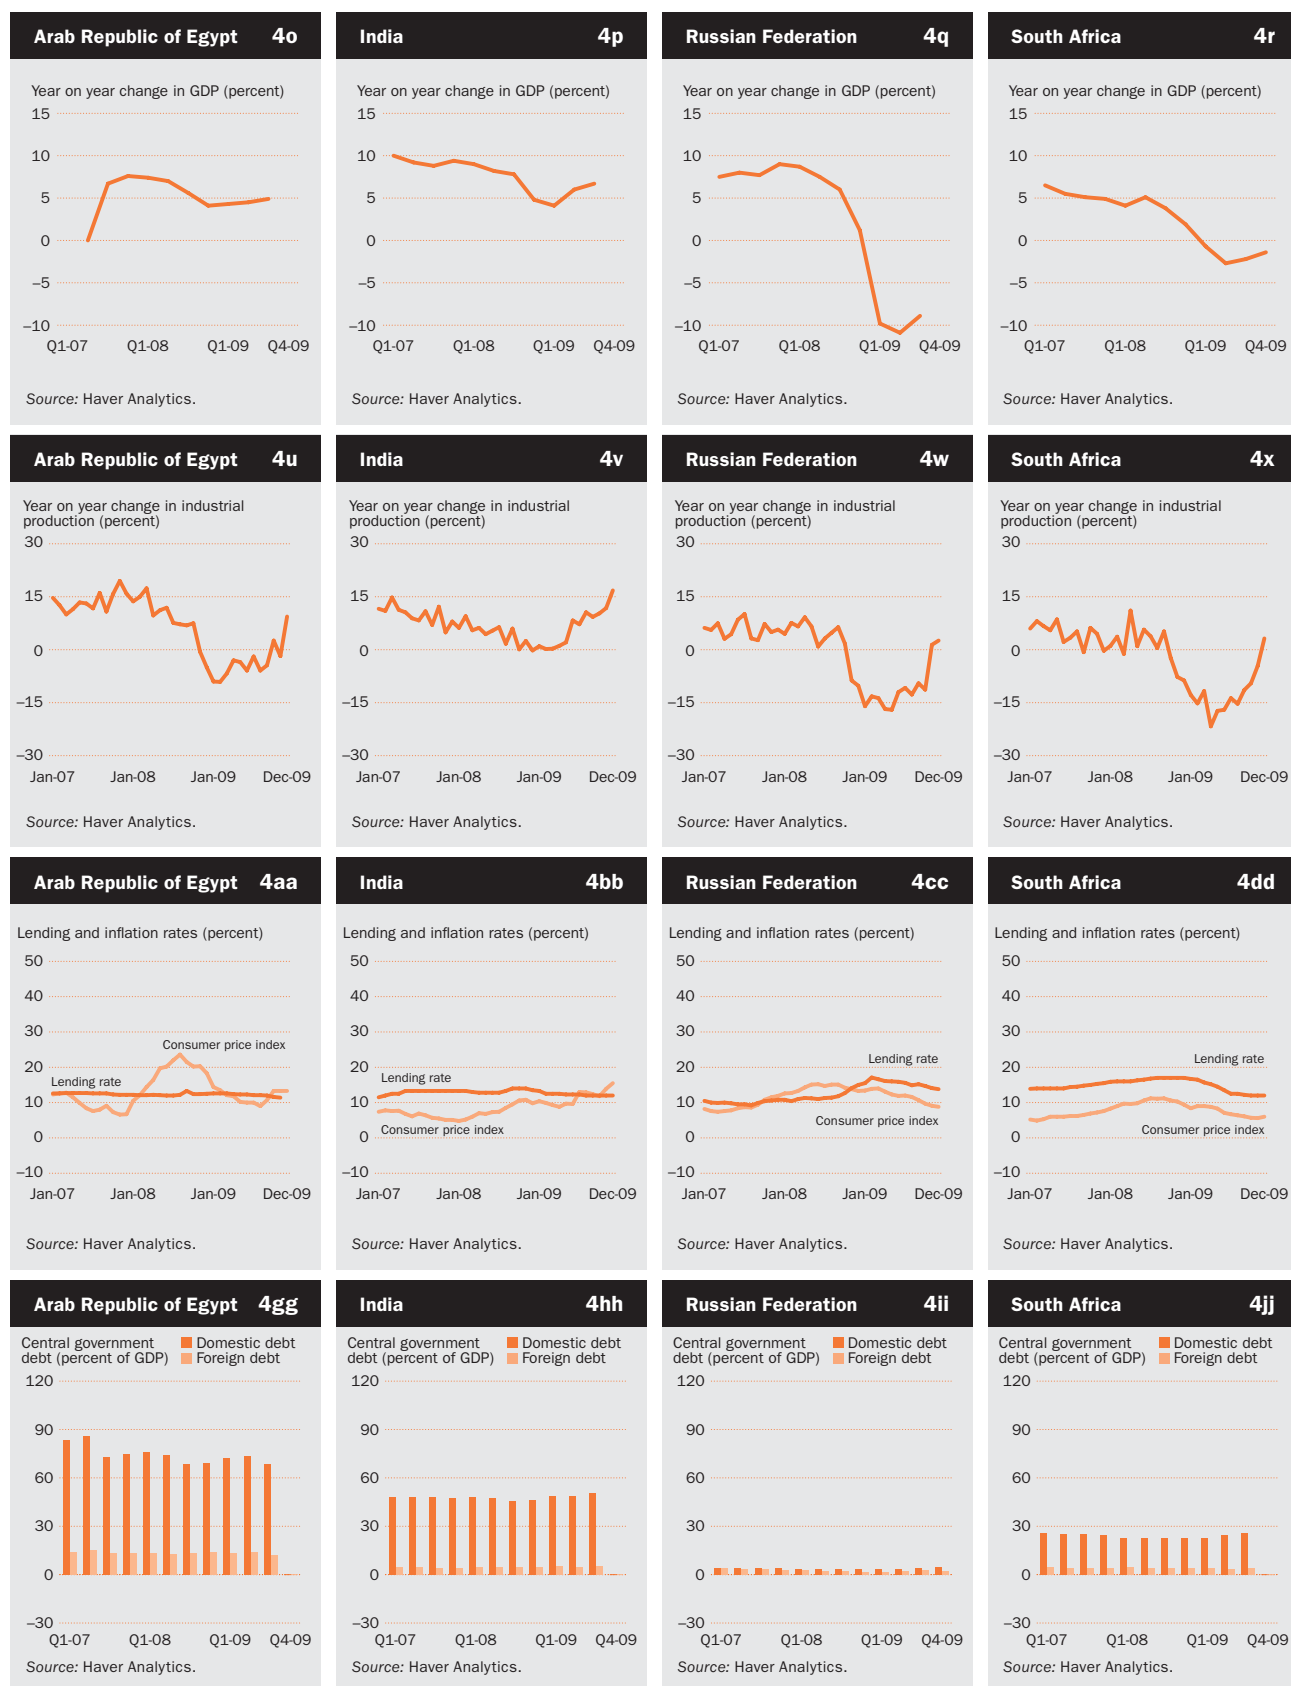 Arab Republic of Egypt 4o
Year on year change in GDP (percent)
15
10
5
0
–5
–10
Q1-07 Q1-08 Q1-09 Q4-09
Source: Haver Analytics.
India 4p
Year on year change in GDP (percent)
15
10
5
0
–5
–10
Q1-07 Q1-08 Q1-09 Q4-09
Source: Haver Analytics.
Russian Federation 4q
Year on year change in GDP (percent)
15
10
5
0
–5
–10
Q1-07 Q1-08 Q1-09 Q4-09
Source: Haver Analytics.
South Africa 4r
Year on year change in GDP (percent)
15
10
5
0
–5
–10
Q1-07 Q1-08 Q1-09 Q4-09
Source: Haver Analytics.
Arab Republic of Egypt 4u
Year on year change in industrial
production (percent)
30
15
0
–15
–30
Jan-07 Jan-08 Jan-09 Dec-09
Source: Haver Analytics.
India 4v
Year on year change in industrial
production (percent)
30
15
0
–15
–30
Jan-07 Jan-08 Jan-09 Dec-09
Source: Haver Analytics.
Russian Federation 4w
Year on year change in industrial
production (percent)
30
15
0
–15
–30
Jan-07 Jan-08 Jan-09 Dec-09
Source: Haver Analytics.
South Africa 4x
Year on year change in industrial
production (percent)
30
15
0
–15
–30
Jan-07 Jan-08 Jan-09 Dec-09
Source: Haver Analytics.
Arab Republic of Egypt 4aa
Lending and inflation rates (percent)
50
40
30
Consumer price index
20
Lending rate
10
0
–10
Jan-07 Jan-08 Jan-09 Dec-09
Source: Haver Analytics.
India 4bb
Lending and inflation rates (percent)
50
40
30
20
Lending rate
10
Consumer price index
0
–10
Jan-07 Jan-08 Jan-09 Dec-09
Source: Haver Analytics.
Russian Federation 4cc
Lending and inflation rates (percent)
50
40
30
Lending rate
20
10
Consumer price index
0
–10
Jan-07 Jan-08 Jan-09 Dec-09
Source: Haver Analytics.
South Africa 4dd
Lending and inflation rates (percent)
50
40
30
Lending rate
20
10
Consumer price index
0
–10
Jan-07 Jan-08 Jan-09 Dec-09
Source: Haver Analytics.
Arab Republic of Egypt 4gg
Central government
debt (percent of GDP)
Domestic debt
Foreign debt
120
90
60
30
0
–30
Q1-07 Q1-08 Q1-09 Q4-09
Source: Haver Analytics.
India 4hh
Central government
debt (percent of GDP)
Domestic debt
Foreign debt
120
90
60
30
0
–30
Q1-07 Q1-08 Q1-09 Q4-09
Source: Haver Analytics.
Russian Federation 4ii
Central government
debt (percent of GDP)
Domestic debt
Foreign debt
120
90
60
30
0
–30
Q1-07 Q1-08 Q1-09 Q4-09
Source: Haver Analytics.
South Africa 4jj
Central government
debt (percent of GDP)
Domestic debt
Foreign debt
120
90
60
30
0
–30
Q1-07 Q1-08 Q1-09 Q4-09
Source: Haver Analytics.